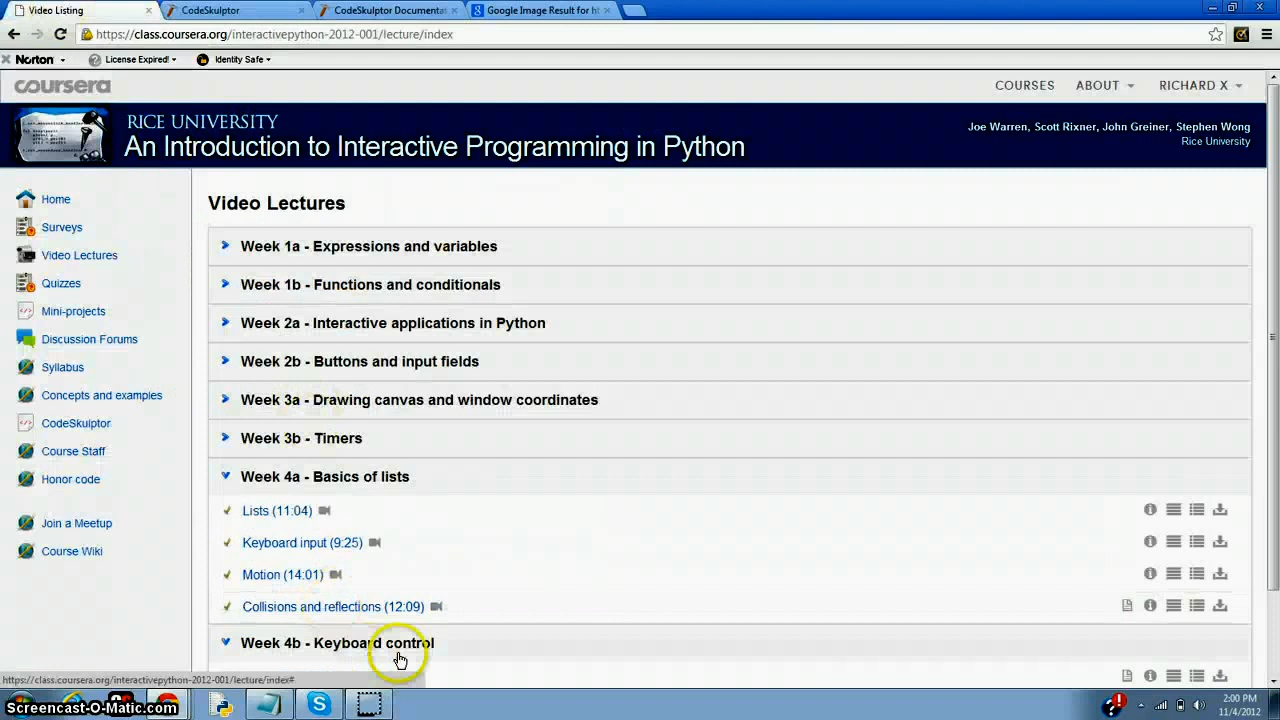 Video Listing
CodeSkulptor
CodeSkulptor Documentat
Google Image Result for ht
https://class.coursera.org/interactivepython-2012-001/lecture/index
Norton
License Expired!
Identity Safe
coursera
COURSES
ABOUT
RICHARD X
RICE UNIVERSITY
An Introduction to Interactive Programming in Python
Joe Warren, Scott Rixner, John Greiner, Stephen Wong
Rice University
Home
Surveys
Video Lectures
Quizzes
Mini-projects
Discussion Forums
Syllabus
Concepts and examples
CodeSkulptor
Course Staff
Honor code
Join a Meetup
Course Wiki
Video Lectures
Week 1a - Expressions and variables
Week 1b - Functions and conditionals
Week 2a - Interactive applications in Python
Week 2b - Buttons and input fields
Week 3a - Drawing canvas and window coordinates
Week 3b - Timers
Week 4a - Basics of lists
Lists (11:04)
Keyboard input (9:25)
Motion (14:01)
Collisions and reflections (12:09)
Week 4b - Keyboard control
https://class.coursera.org/interactivepython-2012-001/lecture/index#
Screencast-O-Matic.com
2:00 PM
11/4/2012